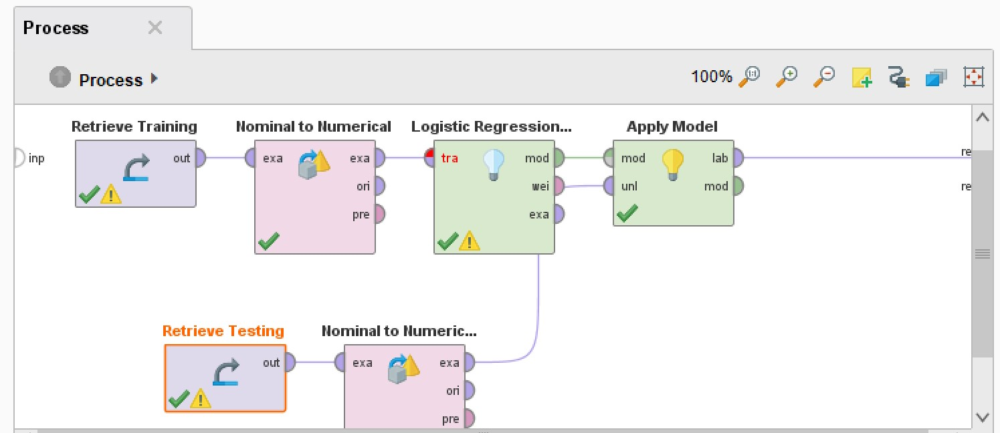 Process
Process
100%
Retrieve Training
Nominal to Numerical
Logistic Regression...
Apply Model
inp
out
exa
exa
ori
pre
tra
mod
wei
exa
mod
unl
lab
mod
re
re
Retrieve Testing
Nominal to Numeric...
out
exa
exa
ori
pre